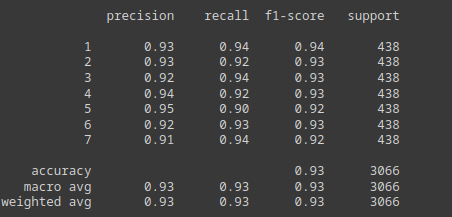 precision recall f1-score support
1 0.93 0.94 0.94 438
2 0.93 0.92 0.93 438
3 0.92 0.94 0.93 438
4 0.94 0.92 0.93 438
5 0.95 0.90 0.92 438
6 0.92 0.93 0.93 438
7 0.91 0.94 0.92 438
accuracy 0.93 3066
macro avg 0.93 0.93 0.93 3066
weighted avg 0.93 0.93 0.93 3066